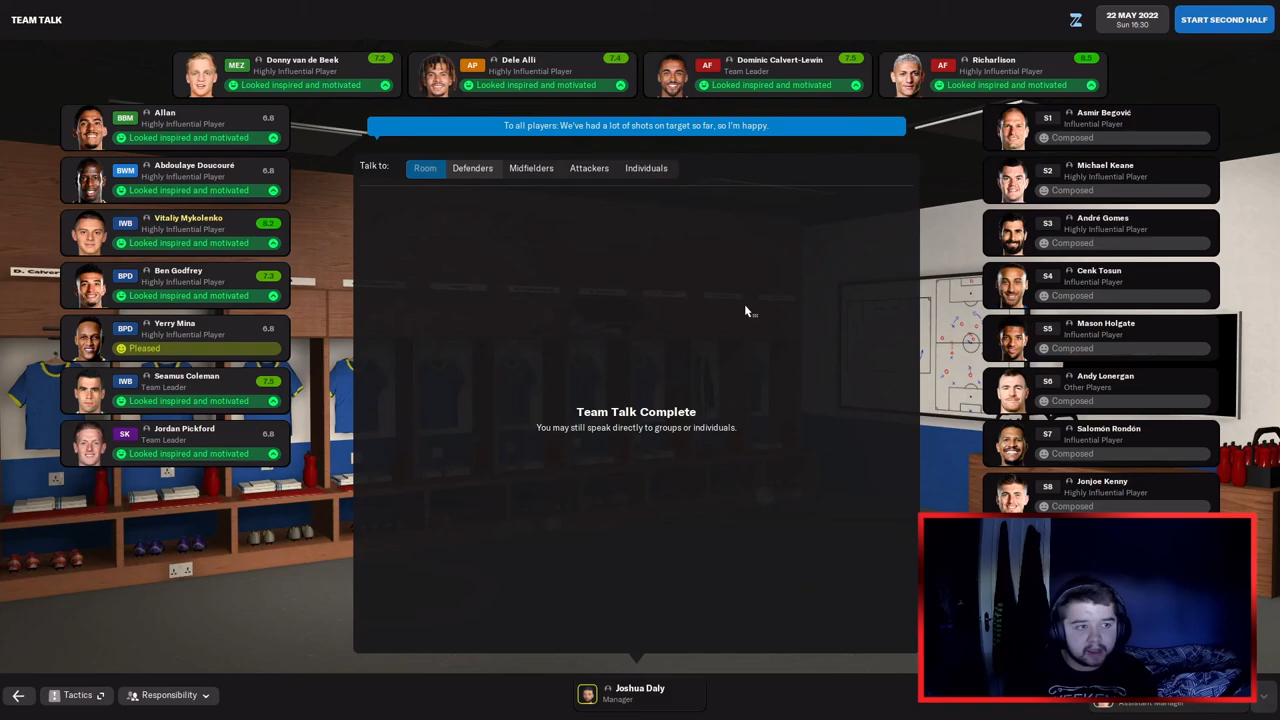 TEAM TALK
22 MAY 2022
Sun 16:30
START SECOND HALF
MEZ Donny van de Beek 7.2
Highly Influential Player
Looked inspired and motivated
AP Dele Alli 7.4
Highly Influential Player
Looked inspired and motivated
AF Dominic Calvert-Lewin 7.5
Team Leader
Looked inspired and motivated
AF Richarlison 8.5
Highly Influential Player
Looked inspired and motivated
BBM Allan 6.8
Highly Influential Player
Looked inspired and motivated
BWM Abdoulaye Doucouré 6.8
Highly Influential Player
Looked inspired and motivated
IWB Vitaliy Mykolenko 8.2
Highly Influential Player
Looked inspired and motivated
BPD Ben Godfrey 7.3
Highly Influential Player
Looked inspired and motivated
BPD Yerry Mina 6.8
Highly Influential Player
Pleased
IWB Seamus Coleman 7.5
Team Leader
Looked inspired and motivated
SK Jordan Pickford 6.8
Team Leader
Looked inspired and motivated
D. Calver
To all players: We've had a lot of shots on target so far, so I'm happy.
Talk to: Room Defenders Midfielders Attackers Individuals
Team Talk Complete
You may still speak directly to groups or individuals.
S1 Asmir Begović
Influential Player
Composed
S2 Michael Keane
Highly Influential Player
Composed
S3 André Gomes
Highly Influential Player
Composed
S4 Cenk Tosun
Influential Player
Composed
S5 Mason Holgate
Influential Player
Composed
S6 Andy Lonergan
Other Players
Composed
S7 Salomón Rondón
Influential Player
Composed
S8 Jonjoe Kenny
Highly Influential Player
Composed
Tactics
Responsibility
Joshua Daly
Manager
Assistant Manager